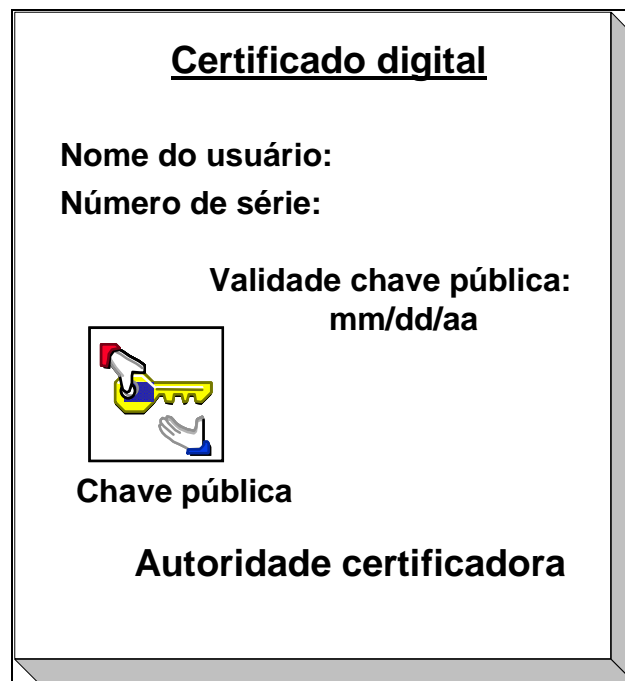 Certificado digital
Nome do usuário:
Número de série:
Validade chave pública:
mm/dd/aa
Chave pública
Autoridade certificadora